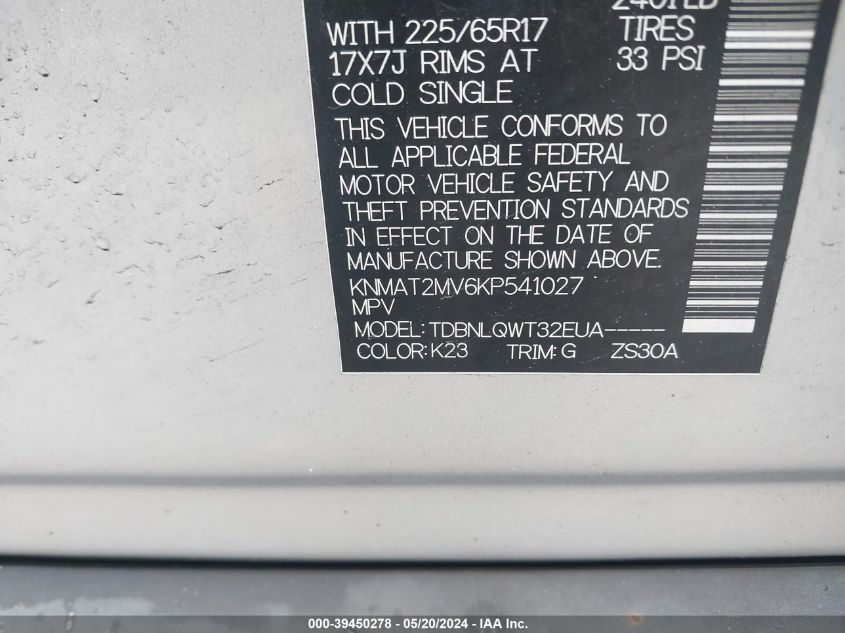 WITH 225/65R17 TIRES
17X7J RIMS AT 33 PSI
COLD SINGLE
THIS VEHICLE CONFORMS TO
ALL APPLICABLE FEDERAL
MOTOR VEHICLE SAFETY AND
THEFT PREVENTION STANDARDS
IN EFFECT ON THE DATE OF
MANUFACTURE SHOWN ABOVE.
KNMAT2MV6KP541027
MPV
MODEL:TDBNLQWT32EUA-----
COLOR:K23 TRIM:G ZS30A
000-39450278 - 05/20/2024 - IAA Inc.